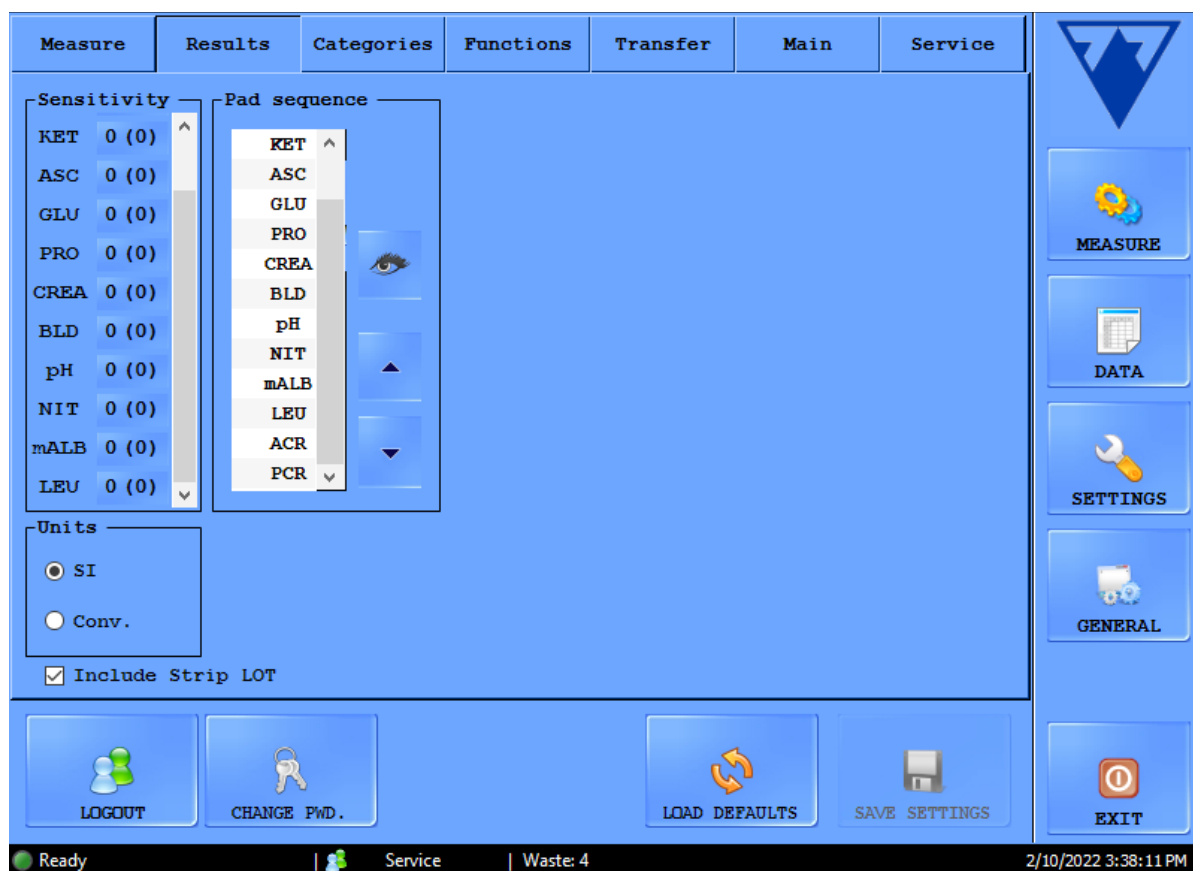 Measure Results Categories Functions Transfer Main Service
Sensitivity
KET 0 (0)
ASC 0 (0)
GLU 0 (0)
PRO 0 (0)
CREA 0 (0)
BLD 0 (0)
pH 0 (0)
NIT 0 (0)
mALB 0 (0)
LEU 0 (0)
Pad sequence
KET
ASC
GLU
PRO
CREA
BLD
pH
NIT
mALB
LEU
ACR
PCR
Units
SI
Conv.
Include Strip LOT
MEASURE
DATA
SETTINGS
GENERAL
LOGOUT CHANGE PWD. LOAD DEFAULTS SAVE SETTINGS EXIT
Ready | Service | Waste: 4 2/10/2022 3:38:11 PM